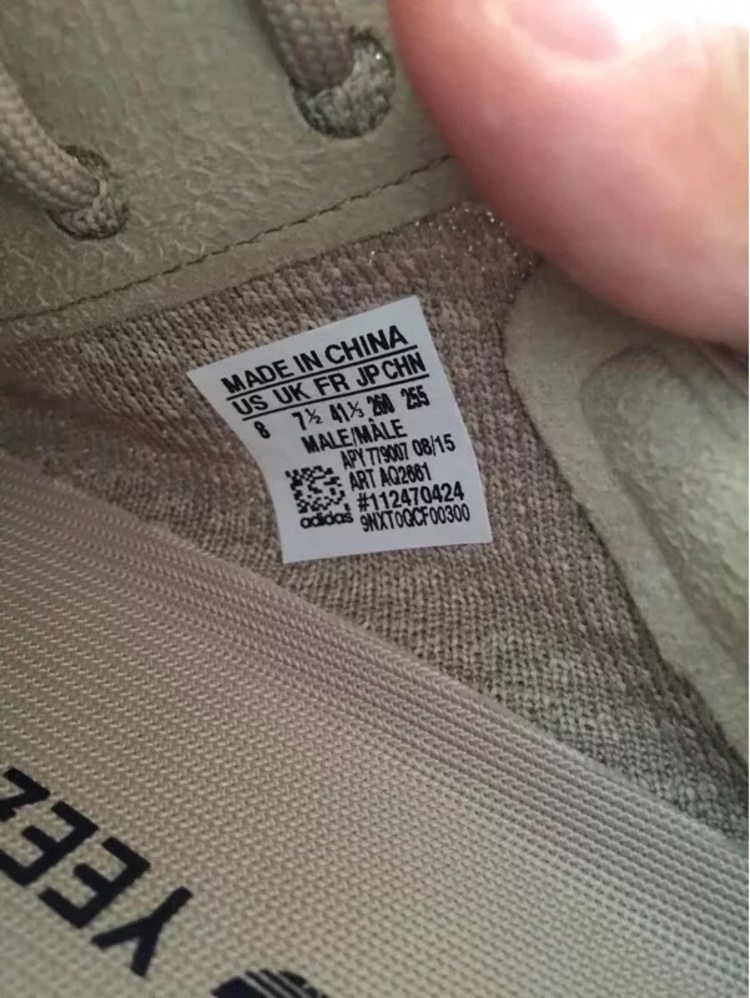 MADE IN CHINA
US UK FR JP CHN
8 7½ 41⅓ 260 255
MALE/MÂLE
APY 779007 08/15
ART AQ2661
#112470424
adidas 9NXT0QCF00300
YEEZ